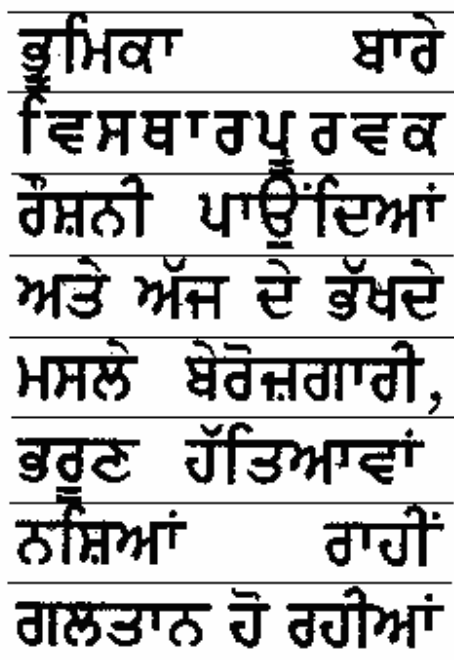 ਭੂਮਿਕਾ ਬਾਰੇ
ਵਿਸਥਾਰਪੂਰਵਕ
ਰੌਸ਼ਨੀ ਪਾਉਂਦਿਆਂ
ਅਤੇ ਅੱਜ ਦੇ ਭੱਖਦੇ
ਮਸਲੇ ਬੇਰੋਜ਼ਗਾਰੀ,
ਭਰੂਣ ਹੱਤਿਆਵਾਂ
ਨਸ਼ਿਆਂ ਰਾਹੀਂ
ਗਲਤਾਨ ਹੋ ਰਹੀਆਂ